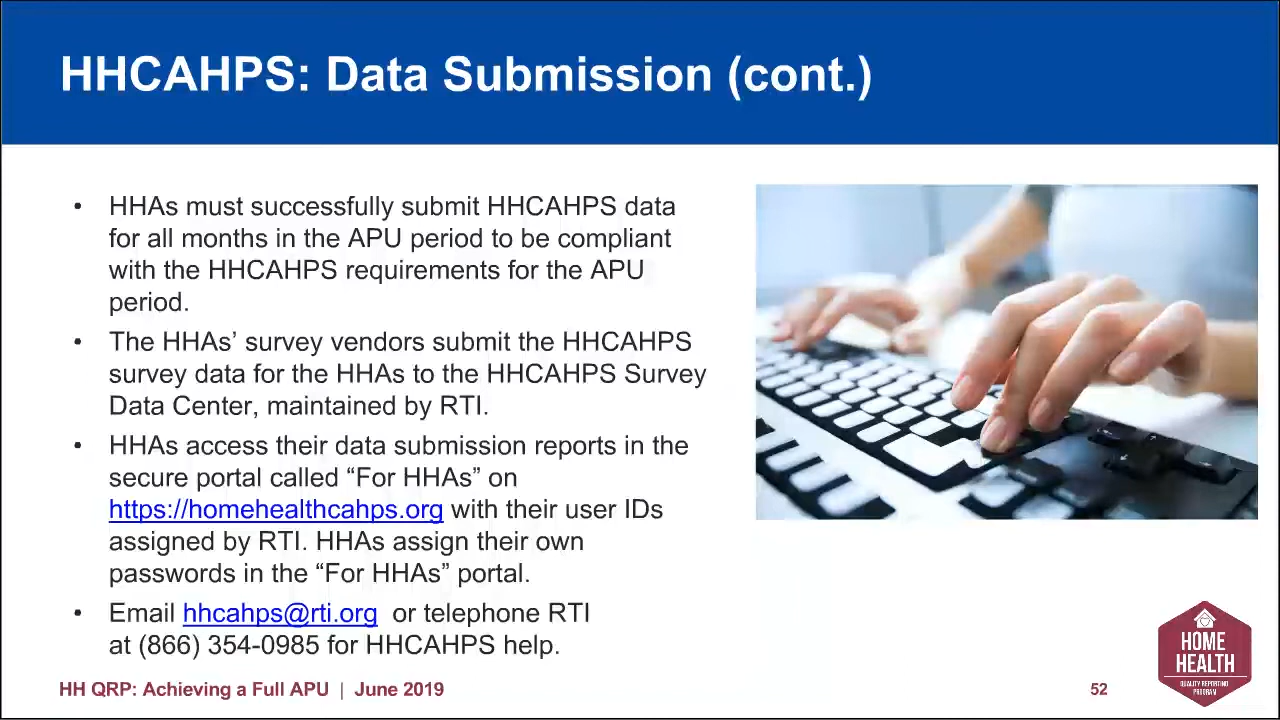 HHCAHPS: Data Submission (cont.)
• HHAs must successfully submit HHCAHPS data
for all months in the APU period to be compliant
with the HHCAHPS requirements for the APU
period.
• The HHAs’ survey vendors submit the HHCAHPS
survey data for the HHAs to the HHCAHPS Survey
Data Center, maintained by RTI.
• HHAs access their data submission reports in the
secure portal called “For HHAs” on
https://homehealthcahps.org with their user IDs
assigned by RTI. HHAs assign their own
passwords in the “For HHAs” portal.
• Email hhcahps@rti.org or telephone RTI
at (866) 354-0985 for HHCAHPS help.
HH QRP: Achieving a Full APU | June 2019
52
HOME
HEALTH
QUALITY REPORTING
PROGRAM